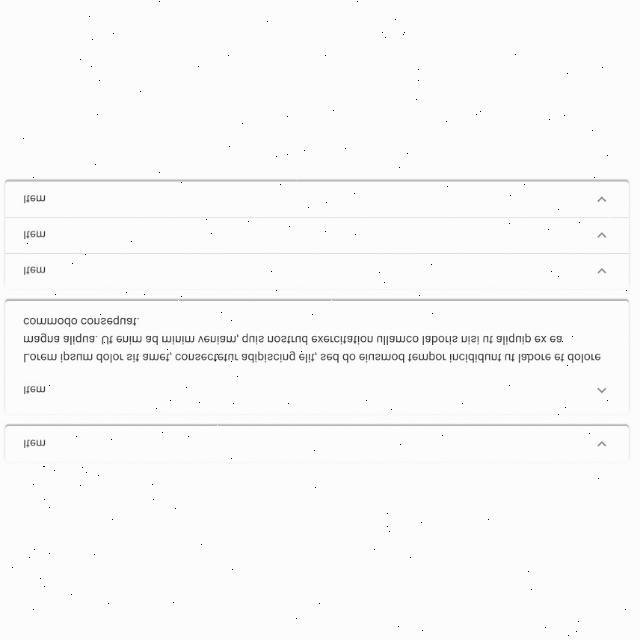 Item
Item
Lorem ipsum dolor sit amet, consectetur adipiscing elit, sed do eiusmod tempor incididunt ut labore et dolore
magna aliqua. Ut enim ad minim veniam, quis nostrud exercitation ullamco laboris nisi ut aliquip ex ea
commodo consequat.
Item
Item
Item